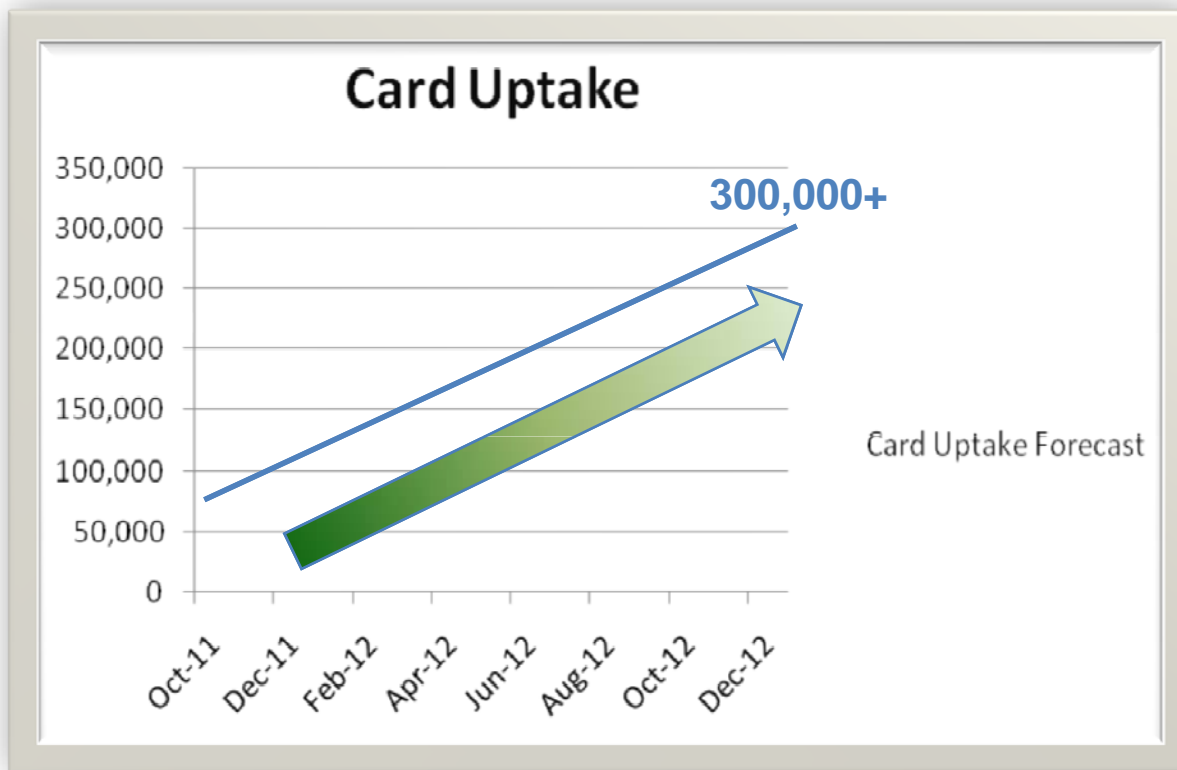 Card Uptake
300,000+
350,000
300,000
250,000
200,000
150,000
100,000
50,000
0
Card Uptake Forecast
Oct-11
Dec-11
Feb-12
Apr-12
Jun-12
Aug-12
Oct-12
Dec-12